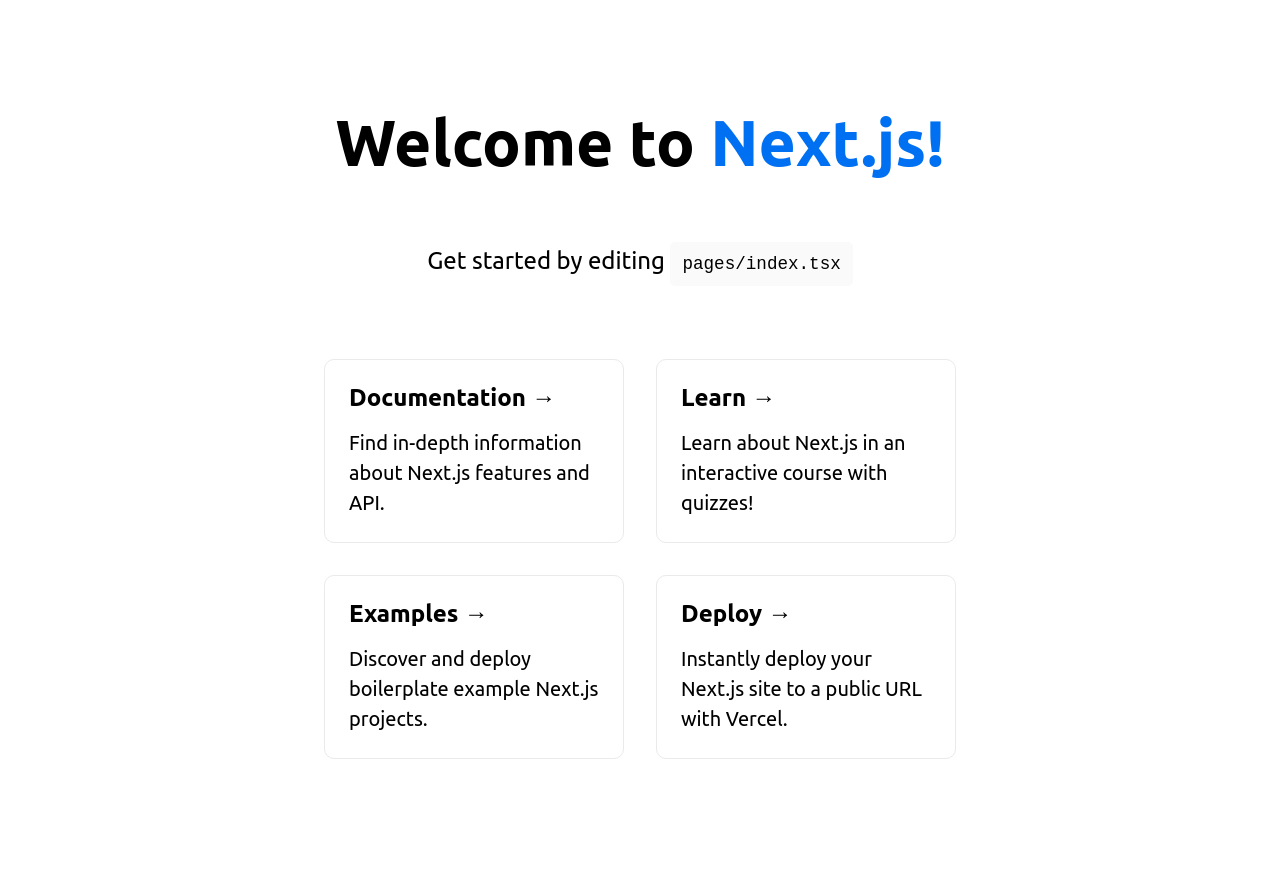 Welcome to Next.js!
Get started by editing pages/index.tsx
Documentation →
Find in-depth information
about Next.js features and
API.
Learn →
Learn about Next.js in an
interactive course with
quizzes!
Examples →
Discover and deploy
boilerplate example Next.js
projects.
Deploy →
Instantly deploy your
Next.js site to a public URL
with Vercel.